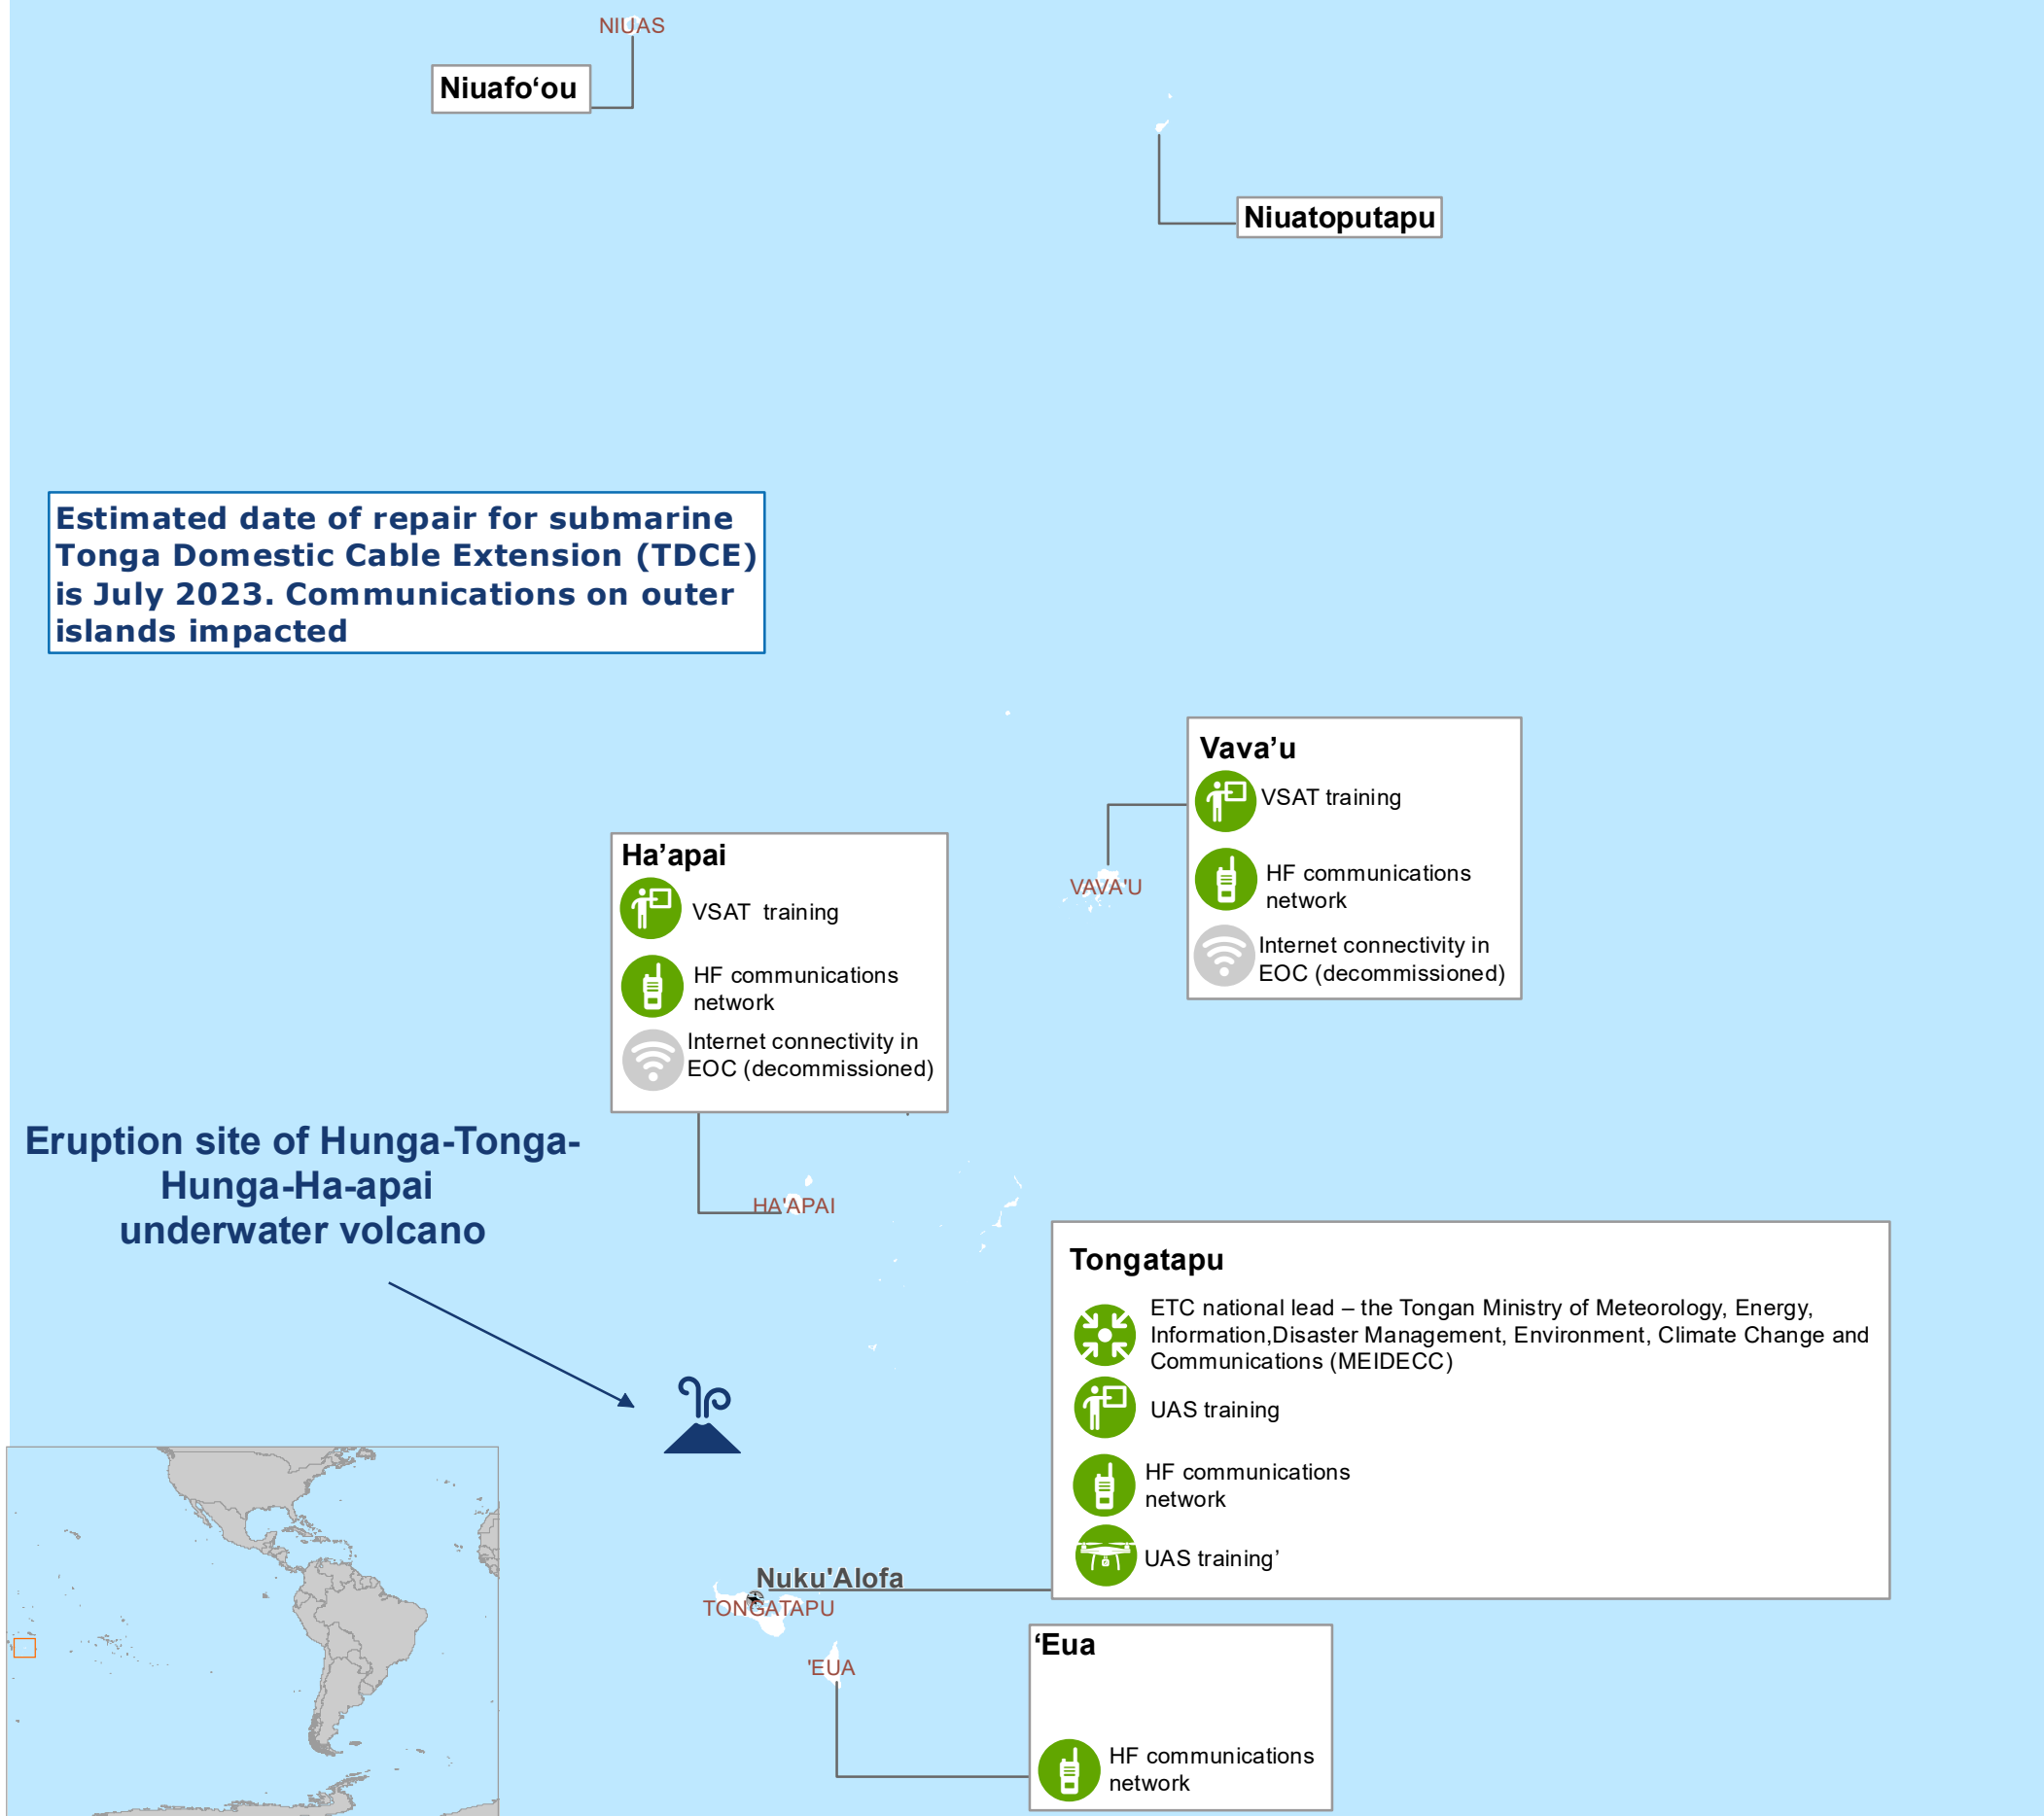 NIUAS
Niuafo‘ou
Niuatoputapu
Estimated date of repair for submarine
Tonga Domestic Cable Extension (TDCE)
is July 2023. Communications on outer
islands impacted
Vava’u
VSAT training
HF communications
network
Internet connectivity in
EOC (decommissioned)
VAVA'U
Ha’apai
VSAT  training
HF communications
network
Internet connectivity in
EOC (decommissioned)
HA'APAI
Eruption site of Hunga-Tonga-
Hunga-Ha-apai
underwater volcano
Tongatapu
ETC national lead – the Tongan Ministry of Meteorology, Energy,
Information,Disaster Management, Environment, Climate Change and
Communications (MEIDECC)
UAS training
HF communications
network
UAS training’
Nuku'Alofa
TONGATAPU
'EUA
‘Eua
HF communications
network